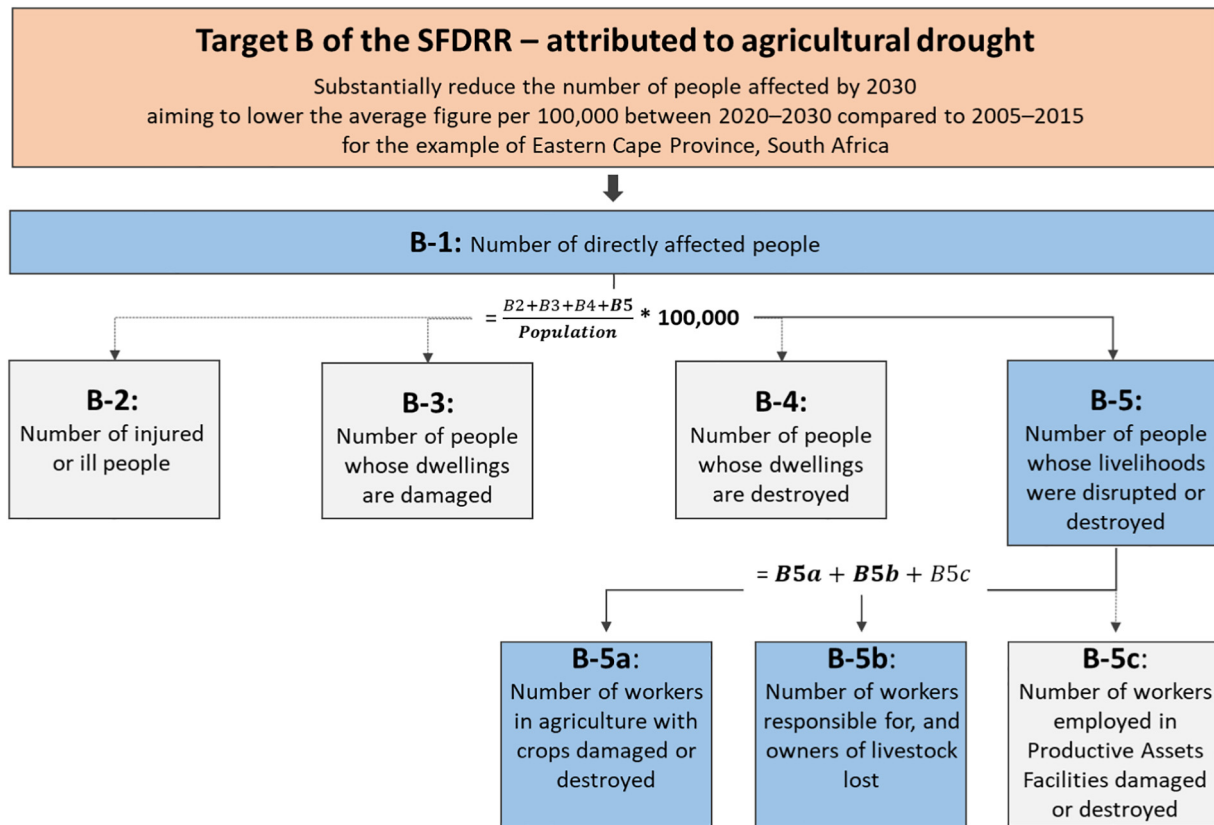 Target B of the SFDRR – attributed to agricultural drought
Substantially reduce the number of people affected by 2030
aiming to lower the average figure per 100,000 between 2020–2030 compared to 2005–2015
for the example of Eastern Cape Province, South Africa
B-1: Number of directly affected people
= B2+B3+B4+B5 / Population * 100,000
B-2:
Number of injured
or ill people
B-3:
Number of people
whose dwellings
are damaged
B-4:
Number of people
whose dwellings
are destroyed
B-5:
Number of people
whose livelihoods
were disrupted or
destroyed
= B5a + B5b + B5c
B-5a:
Number of workers
in agriculture with
crops damaged or
destroyed
B-5b:
Number of workers
responsible for, and
owners of livestock
lost
B-5c:
Number of workers
employed in
Productive Assets
Facilities damaged
or destroyed